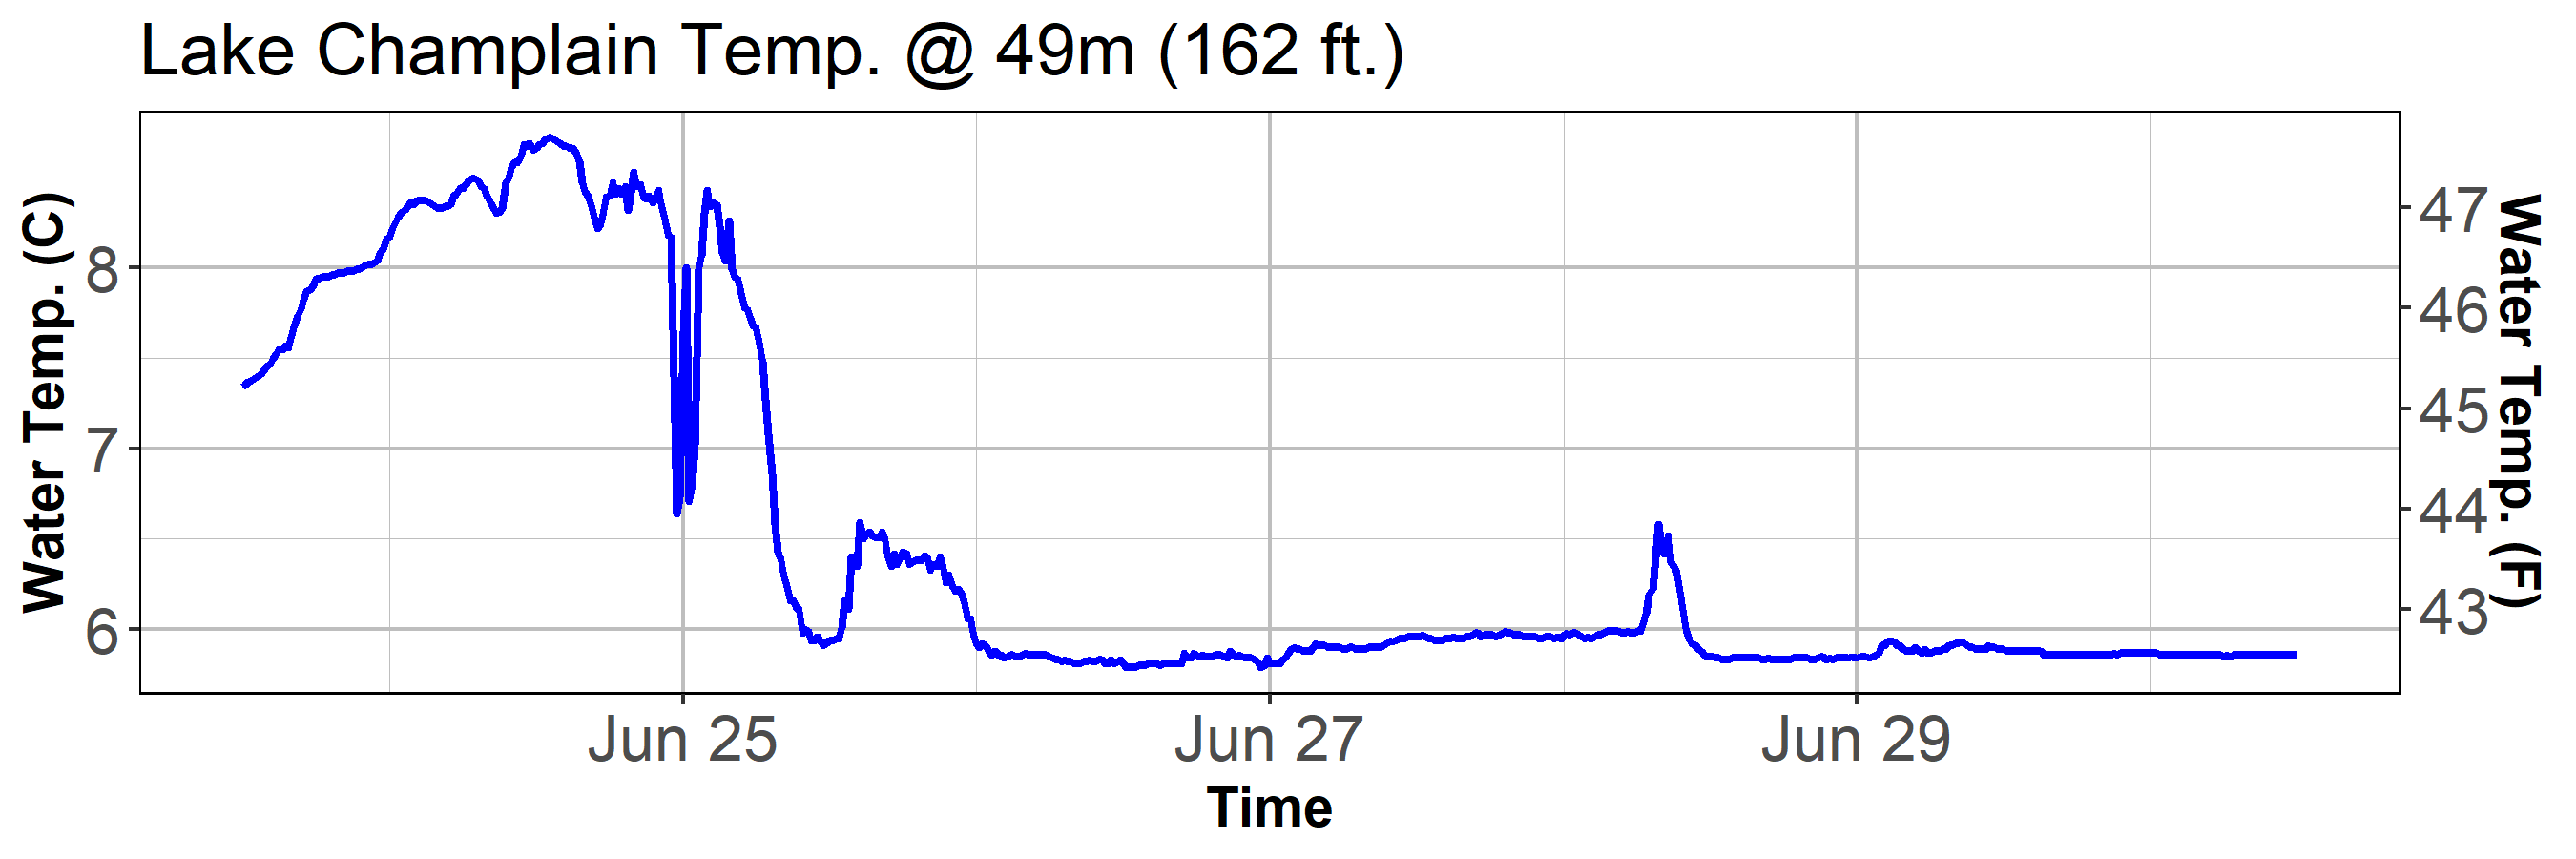 Lake Champlain Temp. @ 49m (162 ft.)
Water Temp. (C)
8
7
6
47
46
45
44
43
Water Temp. (F)
Jun 25
Jun 27
Jun 29
Time